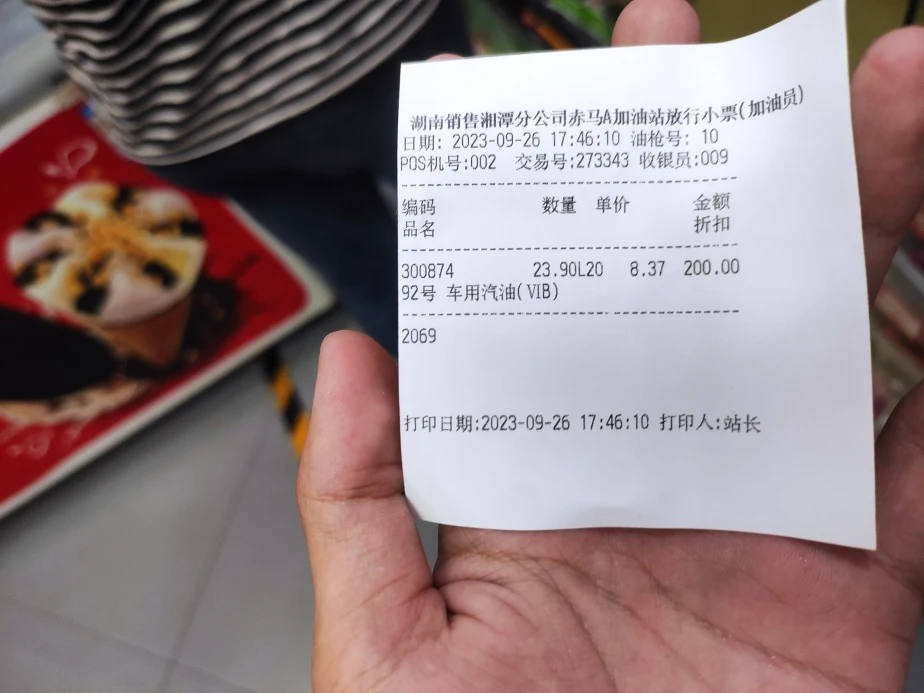 湖南销售湘潭分公司赤马A加油站放行小票(加油员)
日期: 2023-09-26 17:46:10 油枪号: 10
POS机号:002 交易号:273343 收银员:009
编码 数量 单价 金额
品名 折扣
300874 23.90L20 8.37 200.00
92号 车用汽油(VIB)
2069
打印日期:2023-09-26 17:46:10 打印人:站长